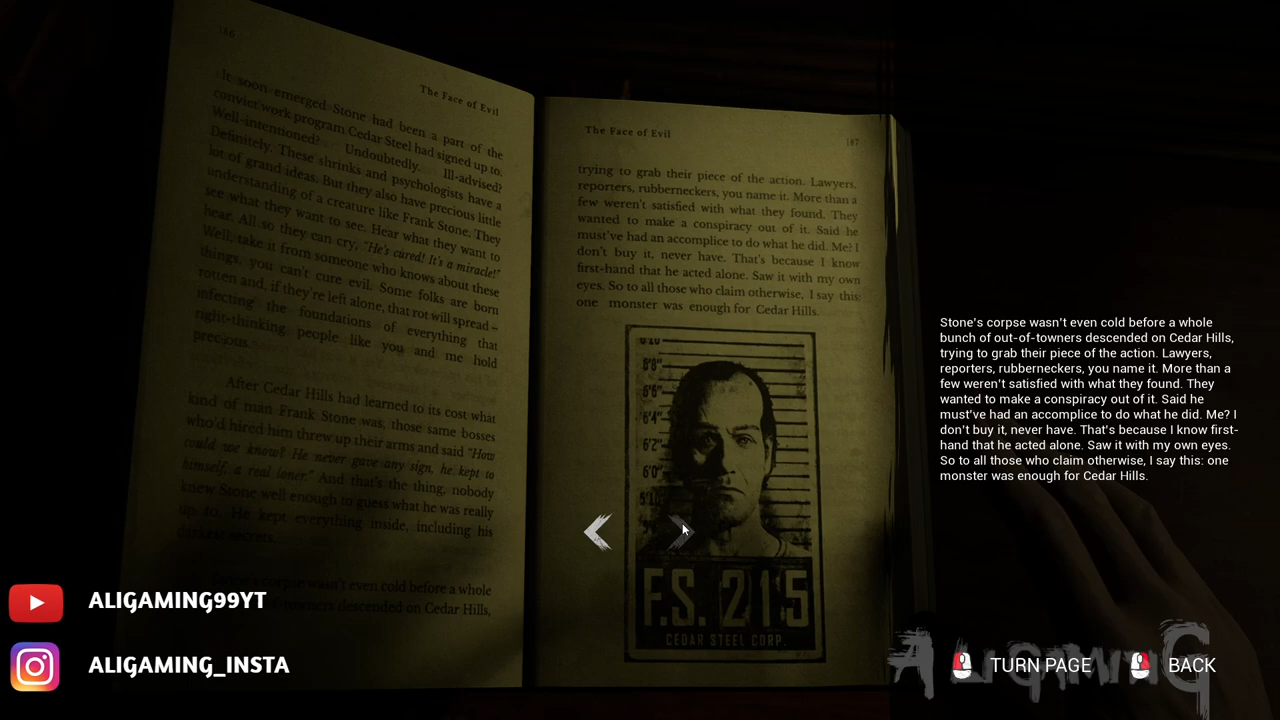 186
The Face of Evil
It soon emerged Stone had been a part of the
convict work program Cedar Steel had signed up to.
Well-intentioned? Undoubtedly. Ill-advised?
Definitely. These shrinks and psychologists have a
lot of grand ideas. But they also have precious little
understanding of a creature like Frank Stone. They
see what they want to see. Hear what they want to
hear. All so they can cry, "He's cured! It's a miracle!"
Well, take it from someone who knows about these
things, you can't cure evil. Some folks are born
rotten and, if they're left alone, that rot will spread –
infecting the foundations of everything that
right-thinking people like you and me hold
precious.
After Cedar Hills had learned to its cost what
kind of man Frank Stone was, those same bosses
who'd hired him threw up their arms and said "How
could we know? He never gave any sign, he kept to
himself, a real loner." And that's the thing, nobody
knew Stone well enough to guess what he was really
up to. He kept everything inside, including his
secrets.
Stone's corpse wasn't even cold before a whole
of-towners descended on Cedar Hills,
The Face of Evil
187
trying to grab their piece of the action. Lawyers,
reporters, rubberneckers, you name it. More than a
few weren't satisfied with what they found. They
wanted to make a conspiracy out of it. Said he
must've had an accomplice to do what he did. Me? I
don't buy it, never have. That's because I know
first-hand that he acted alone. Saw it with my own
eyes. So to all those who claim otherwise, I say this:
one monster was enough for Cedar Hills.
6'8"
6'6"
6'4"
6'2"
6'0"
F.S. 215
CEDAR STEEL CORP.
Stone's corpse wasn't even cold before a whole
bunch of out-of-towners descended on Cedar Hills,
trying to grab their piece of the action. Lawyers,
reporters, rubberneckers, you name it. More than a
few weren't satisfied with what they found. They
wanted to make a conspiracy out of it. Said he
must've had an accomplice to do what he did. Me? I
don't buy it, never have. That's because I know first-
hand that he acted alone. Saw it with my own eyes.
So to all those who claim otherwise, I say this: one
monster was enough for Cedar Hills.
ALIGAMING99YT
ALIGAMING_INSTA
ALIGAMING
TURN PAGE
BACK